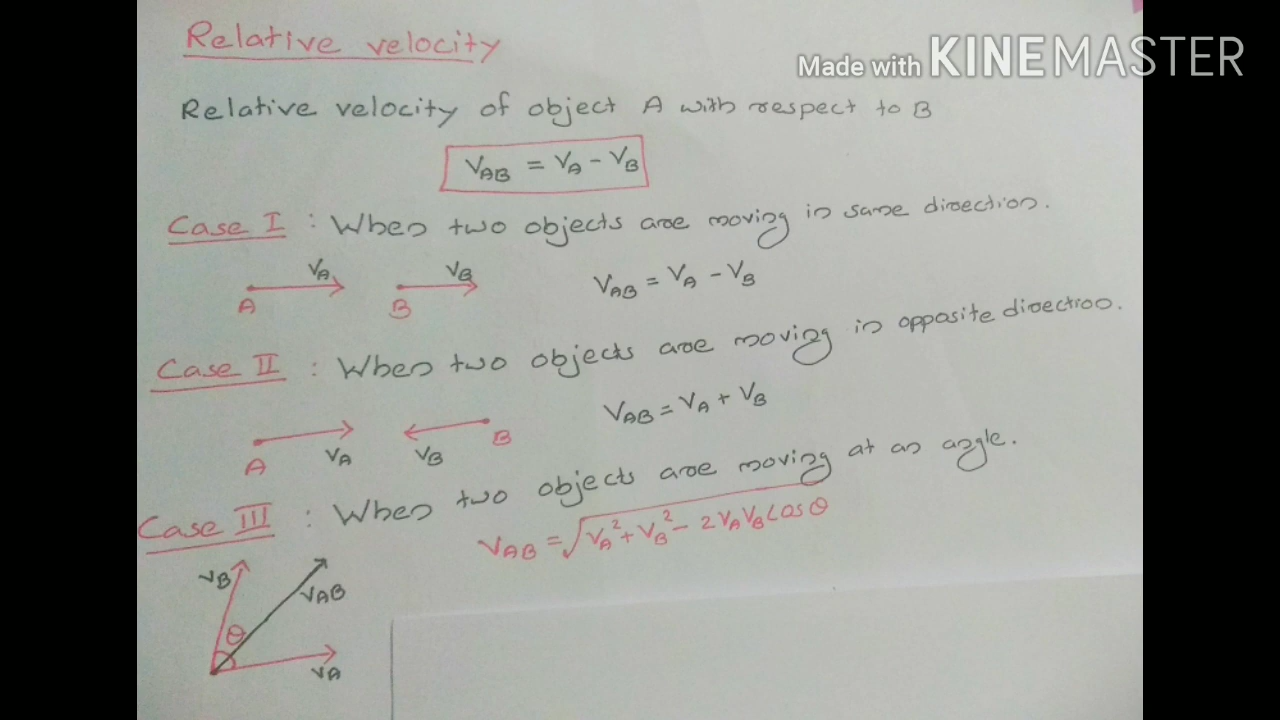 Relative velocity
Made with KINEMASTER
Relative velocity of object A with respect to B
VAB = VA - VB
Case I : When two objects are moving in same direction.
VA VB VAB = VA - VB
A B
Case II : When two objects are moving in opposite direction.
VAB = VA + VB
A VA VB B
Case III : When two objects are moving at an angle.
VAB = √VA² + VB² - 2VAVB Cos θ
VB VAB
θ
VA